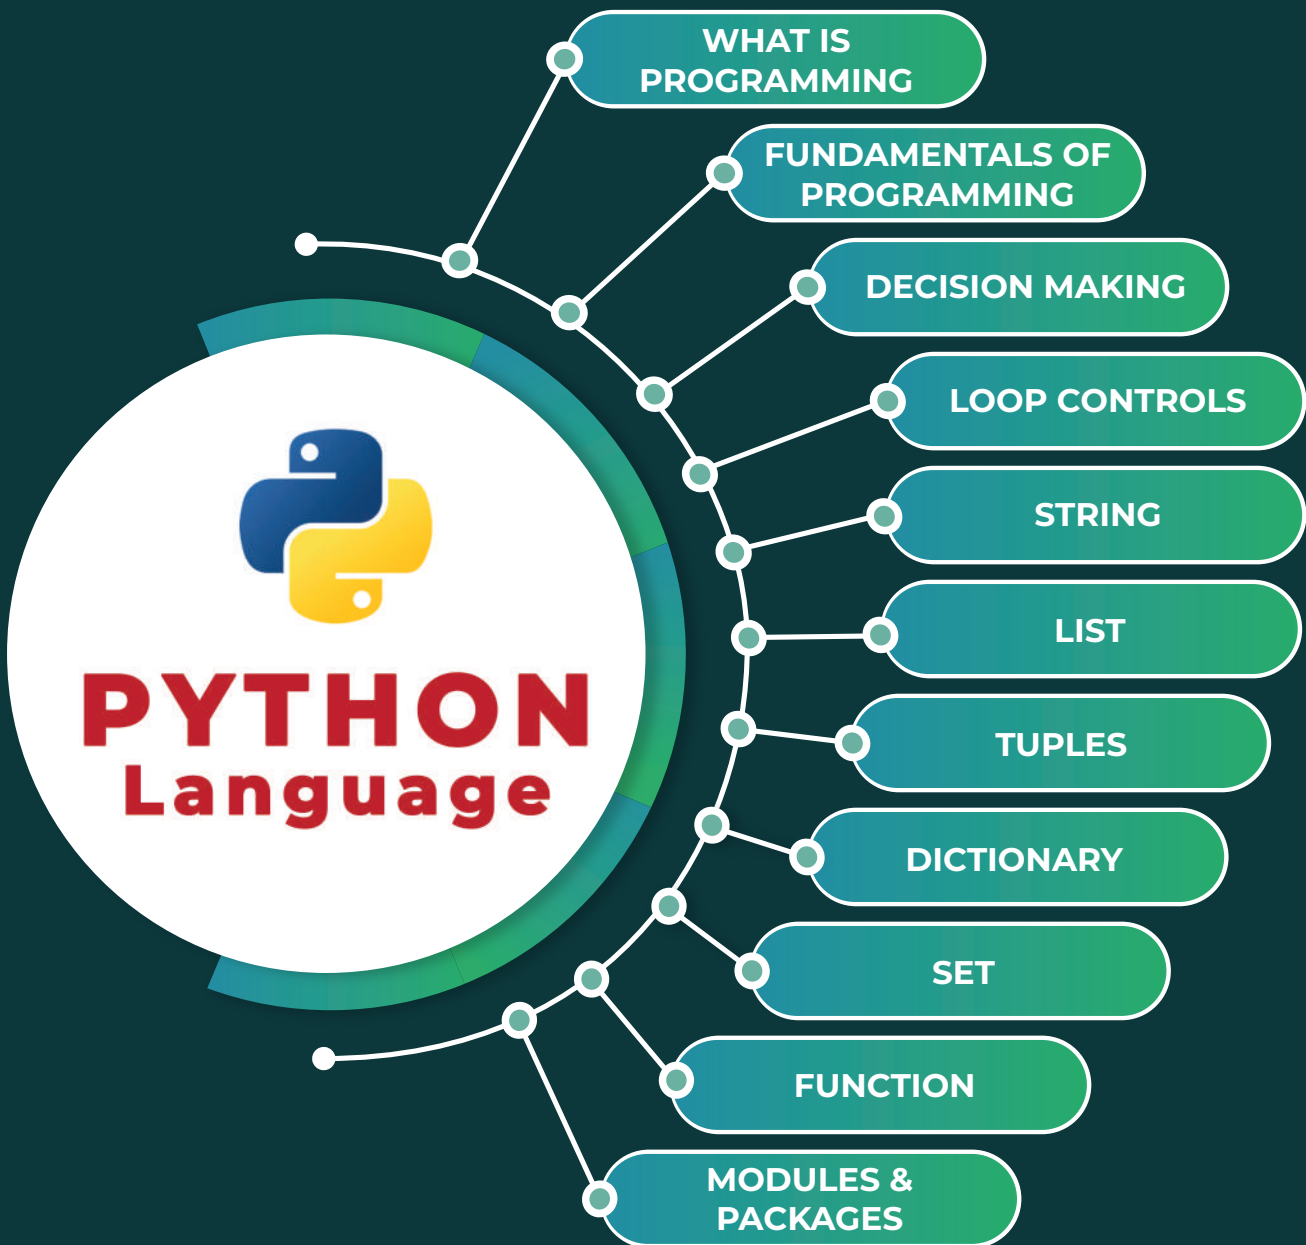 WHAT IS
PROGRAMMING
FUNDAMENTALS OF
PROGRAMMING
DECISION MAKING
LOOP CONTROLS
STRING
LIST
TUPLES
DICTIONARY
SET
FUNCTION
MODULES &
PACKAGES
PYTHON
Language